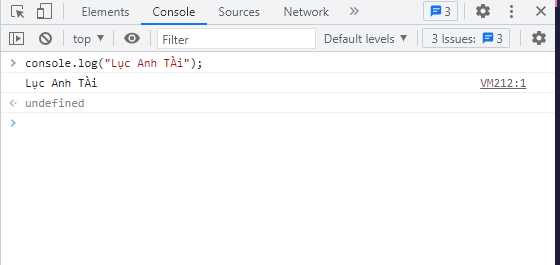 Elements Console Sources Network 3
top Filter Default levels 3 Issues: 3
console.log("Lục Anh TÀi");
Lục Anh TÀi VM212:1
undefined